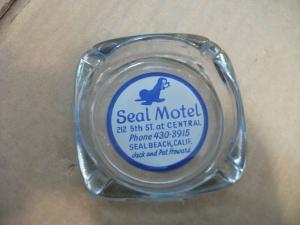 Seal Motel
212 5th ST. at CENTRAL
Phone 430-3915
SEAL BEACH, CALIF.
Jack and Pat Howard